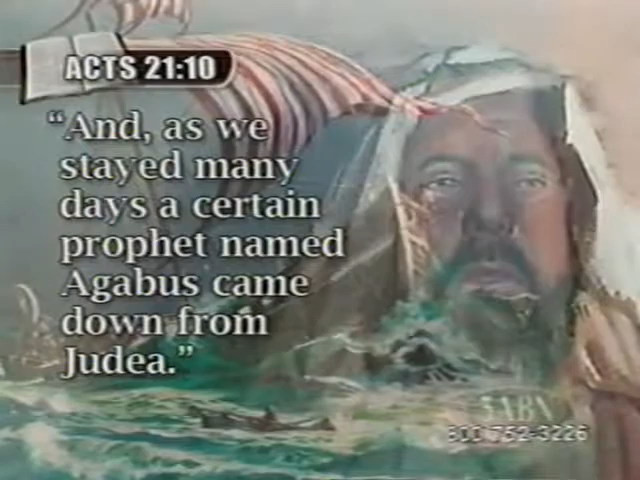 ACTS 21:10
“And, as we
stayed many
days a certain
prophet named
Agabus came
down from
Judea.”
3ABN
800 752-3226